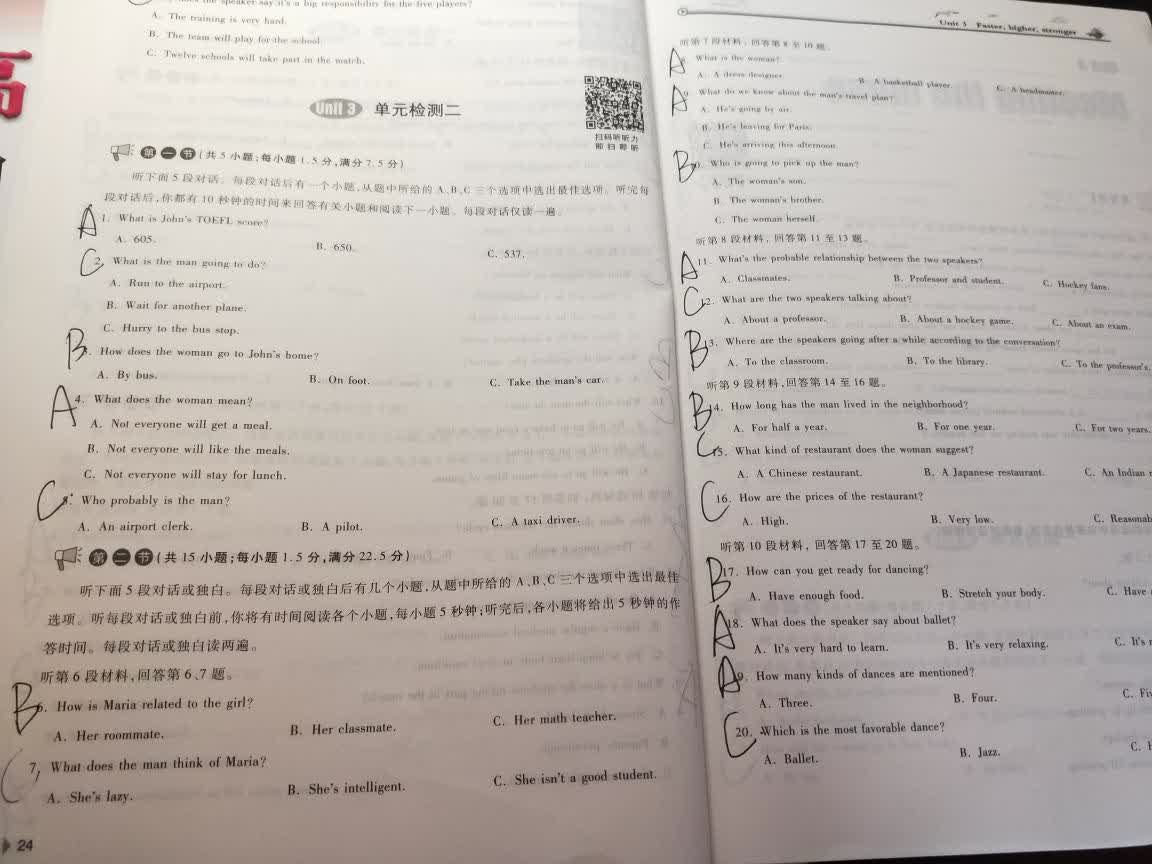 speaker say it's a big responsibility for the five players?
A. The training is very hard.
B. The team will play for the school.
C. Twelve schools will take part in the match.
Unit 3 单元检测二
扫码听听力
即扫即听
第一节(共5小题;每小题1.5分,满分7.5分)
听下面5段对话。每段对话后有一个小题,从题中所给的A、B、C三个选项中选出最佳选项。听完每
段对话后,你都有10秒钟的时间来回答有关小题和阅读下一小题。每段对话仅读一遍。
A 1. What is John's TOEFL score?
A. 605. B. 650. C. 537.
C 2. What is the man going to do?
A. Run to the airport.
B. Wait for another plane.
C. Hurry to the bus stop.
B 3. How does the woman go to John's home?
A. By bus. B. On foot. C. Take the man's car.
A 4. What does the woman mean?
A. Not everyone will get a meal.
B. Not everyone will like the meals.
C. Not everyone will stay for lunch.
C 5. Who probably is the man?
A. An airport clerk. B. A pilot. C. A taxi driver.
第二节(共15小题;每小题1.5分,满分22.5分)
听下面5段对话或独白。每段对话或独白后有几个小题,从题中所给的A、B、C三个选项中选出最佳
选项。听每段对话或独白前,你将有时间阅读各个小题,每小题5秒钟;听完后,各小题将给出5秒钟的作
答时间。每段对话或独白读两遍。
听第6段材料,回答第6、7题。
B 6. How is Maria related to the girl?
A. Her roommate. B. Her classmate. C. Her math teacher.
C 7. What does the man think of Maria?
A. She's lazy. B. She's intelligent. C. She isn't a good student.
24
高
Unit 3 Faster, higher, stronger
听第7段材料,回答第8至10题。
A 8. What is the woman?
A. A dress designer. B. A basketball player. C. A headmaster.
A 9. What do we know about the man's travel plan?
A. He's going by air.
B. He's leaving for Paris.
C. He's arriving this afternoon.
B 10. Who is going to pick up the man?
A. The woman's son.
B. The woman's brother.
C. The woman herself.
听第8段材料,回答第11至13题。
A 11. What's the probable relationship between the two speakers?
A. Classmates. B. Professor and student. C. Hockey fans.
C 12. What are the two speakers talking about?
A. About a professor. B. About a hockey game. C. About an exam.
B 13. Where are the speakers going after a while according to the conversation?
A. To the classroom. B. To the library. C. To the professor's.
听第9段材料,回答第14至16题。
B 14. How long has the man lived in the neighborhood?
A. For half a year. B. For one year. C. For two years.
C 15. What kind of restaurant does the woman suggest?
A. A Chinese restaurant. B. A Japanese restaurant. C. An Indian r
C 16. How are the prices of the restaurant?
A. High. B. Very low. C. Reasonab
听第10段材料,回答第17至20题。
B 17. How can you get ready for dancing?
A. Have enough food. B. Stretch your body. C. Have
A 18. What does the speaker say about ballet?
A. It's very hard to learn. B. It's very relaxing. C. It's r
A 19. How many kinds of dances are mentioned?
A. Three. B. Four. C. Fi
C 20. Which is the most favorable dance?
A. Ballet. B. Jazz. C.